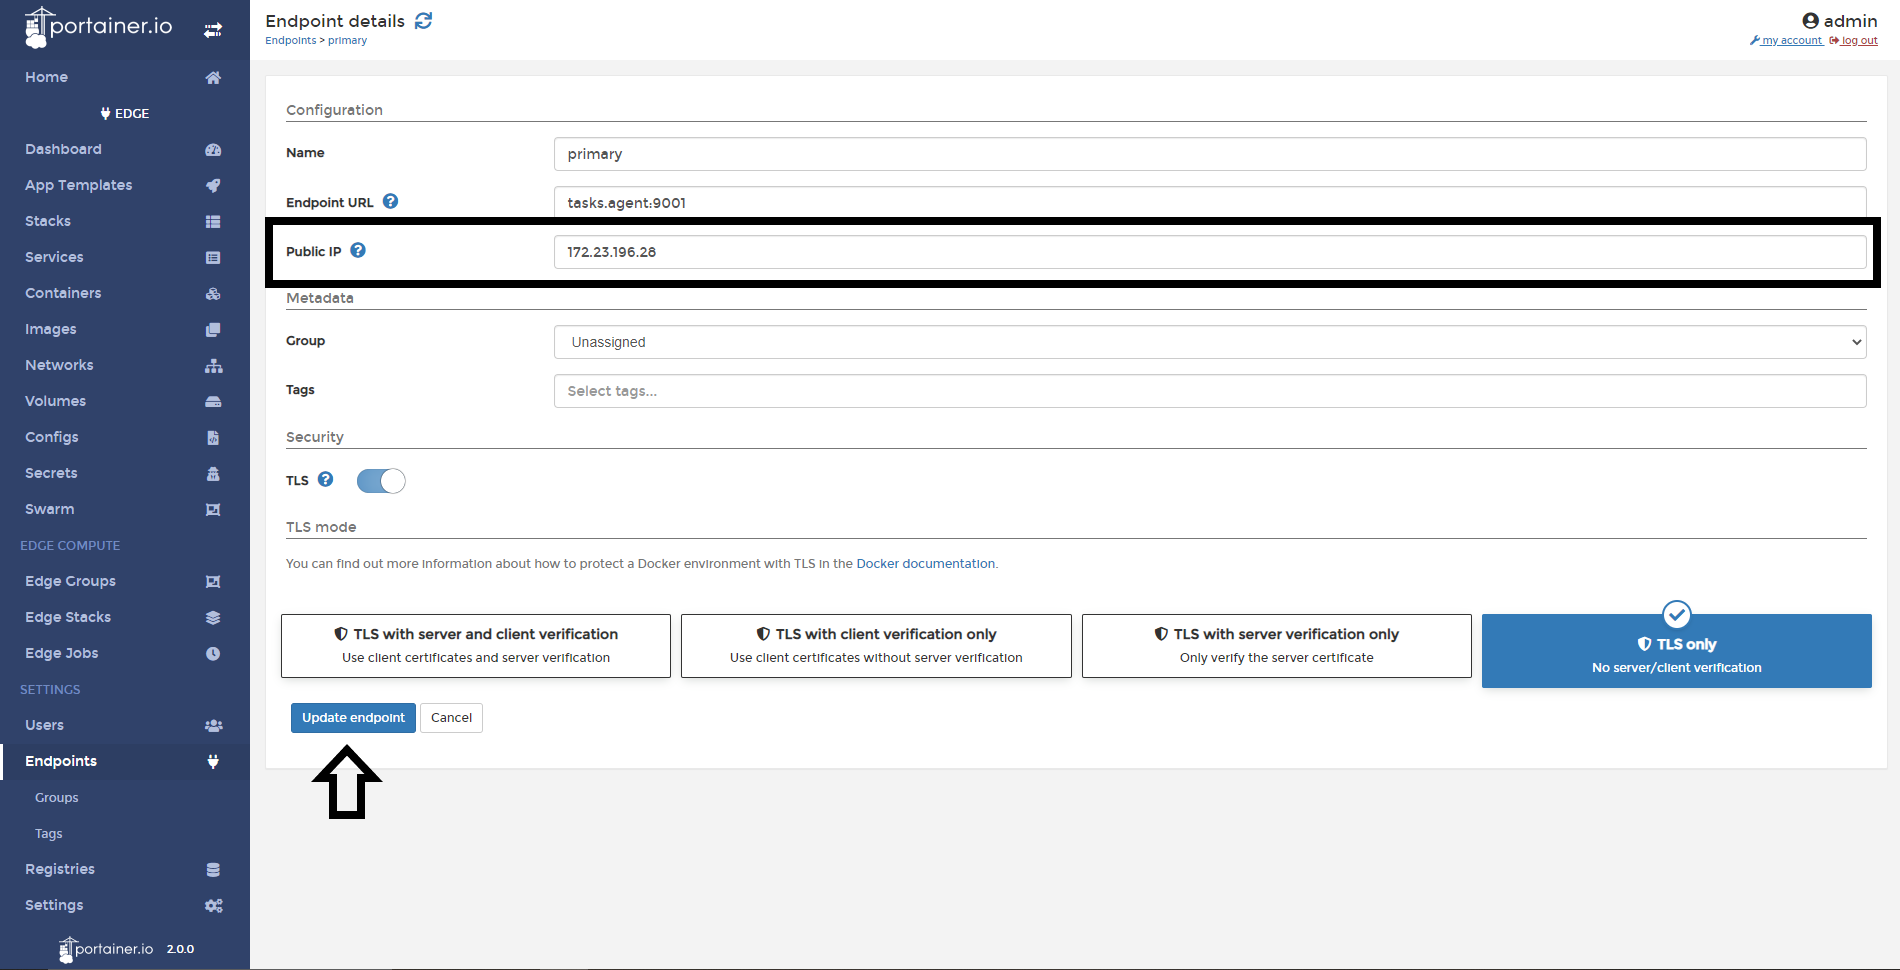 portainer.io
Home
EDGE
Dashboard
App Templates
Stacks
Services
Containers
Images
Networks
Volumes
Configs
Secrets
Swarm
EDGE COMPUTE
Edge Groups
Edge Stacks
Edge Jobs
SETTINGS
Users
Endpoints
Groups
Tags
Registries
Settings
portainer.io 2.0.0
Endpoint details
Endpoints > primary
admin
my account log out
Configuration
Name primary
Endpoint URL tasks.agent:9001
Public IP 172.23.196.28
Metadata
Group Unassigned
Tags Select tags...
Security
TLS
TLS mode
You can find out more information about how to protect a Docker environment with TLS in the Docker documentation.
TLS with server and client verification
Use client certificates and server verification
TLS with client verification only
Use client certificates without server verification
TLS with server verification only
Only verify the server certificate
TLS only
No server/client verification
Update endpoint Cancel